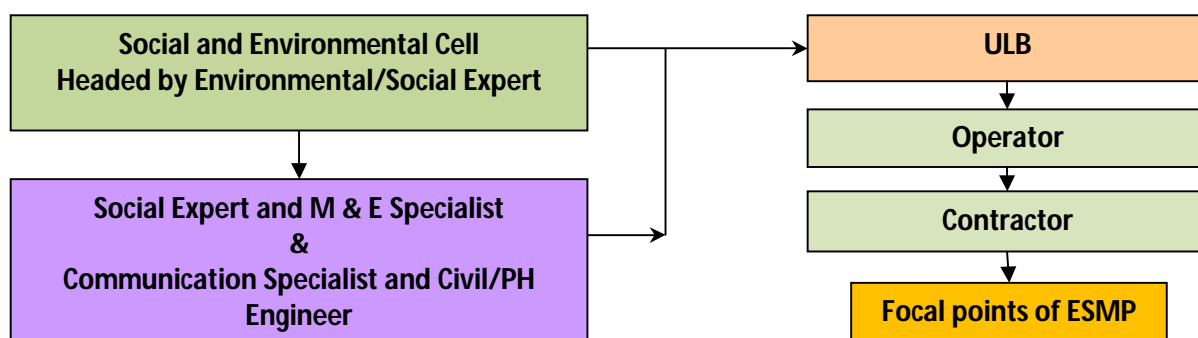 Social and Environmental Cell
Headed by Environmental/Social Expert
Social Expert and M & E Specialist
&
Communication Specialist and Civil/PH
Engineer
ULB
Operator
Contractor
Focal points of ESMP